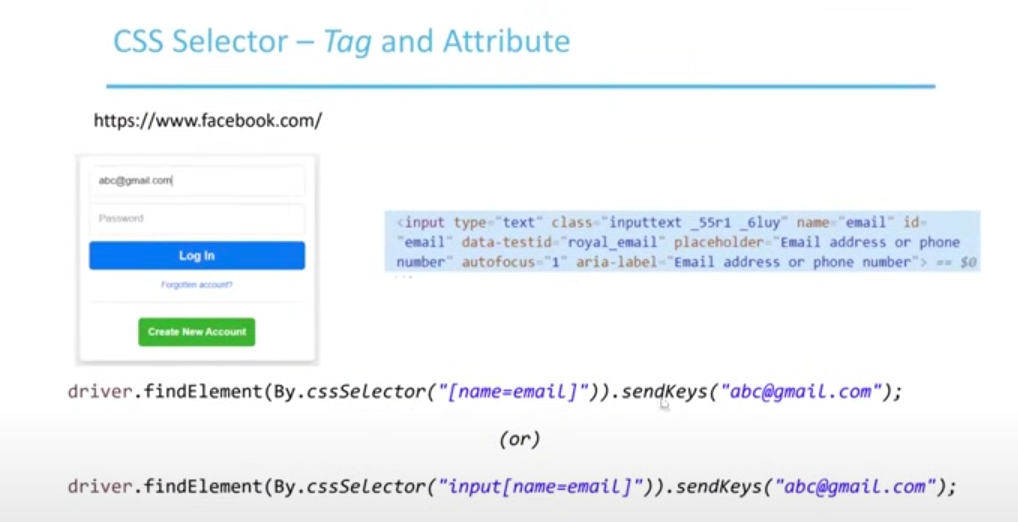 CSS Selector – Tag and Attribute
https://www.facebook.com/
abc@gmail.com
Password
Log In
Forgotten account?
Create New Account
<input type="text" class="inputtext _55r1 _6luy" name="email" id=
"email" data-testid="royal_email" placeholder="Email address or phone
number" autofocus="1" aria-label="Email address or phone number"> == $0
driver.findElement(By.cssSelector("[name=email]")).sendKeys("abc@gmail.com");
(or)
driver.findElement(By.cssSelector("input[name=email]")).sendKeys("abc@gmail.com");